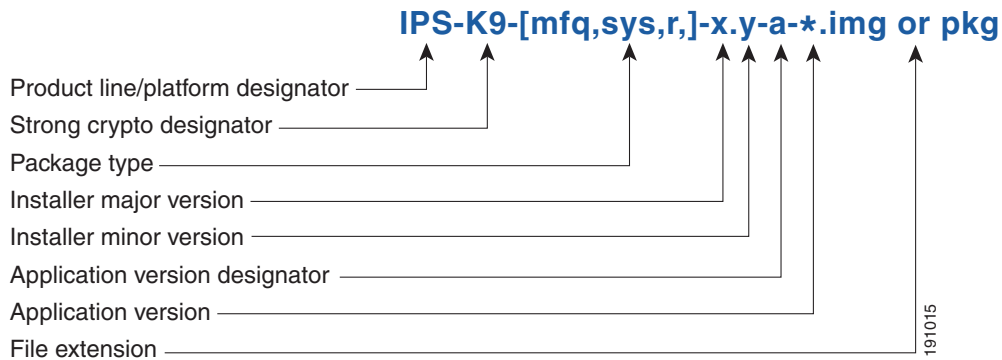 IPS-K9-[mfq,sys,r,]-x.y-a-*.img or pkg
Product line/platform designator
Strong crypto designator
Package type
Installer major version
Installer minor version
Application version designator
Application version
File extension
191015